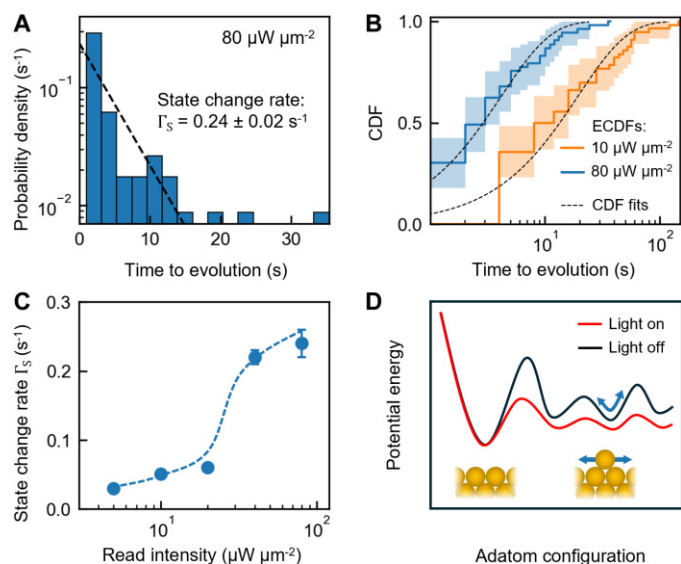 A
80 μW μm⁻²
State change rate:
Γ_S = 0.24 ± 0.02 s⁻¹
Probability density (s⁻¹)
10⁻¹
10⁻²
0
10
20
30
Time to evolution (s)
B
CDF
1.0
0.5
0.0
ECDFs:
10 μW μm⁻²
80 μW μm⁻²
CDF fits
10¹
10²
Time to evolution (s)
C
State change rate Γ_S (s⁻¹)
0.3
0.2
0.1
0.0
10¹
10²
Read intensity (μW μm⁻²)
D
Light on
Light off
Potential energy
Adatom configuration